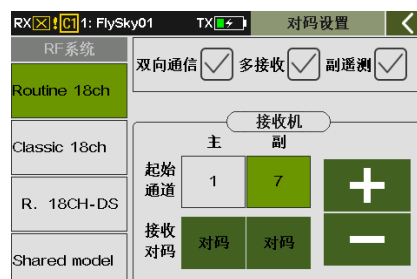 RX C1 1: FlySky01 TX 对码设置
RF系统
双向通信 多接收 副遥测
Routine 18ch
接收机
主 副
Classic 18ch
起始通道 1 7
R. 18CH-DS
接收对码 对码 对码
Shared model